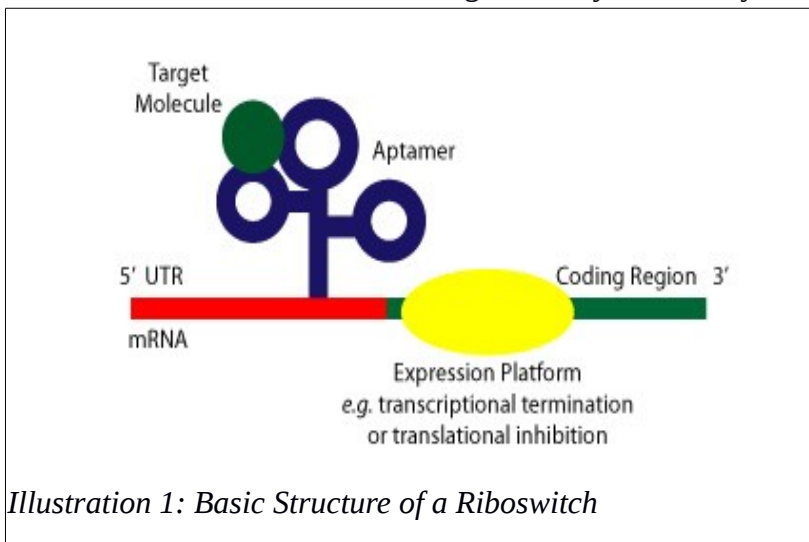 Target
Molecule
Aptamer
5' UTR
Coding Region 3'
mRNA
Expression Platform
e.g. transcriptional termination
or translational inhibition
Illustration 1: Basic Structure of a Riboswitch